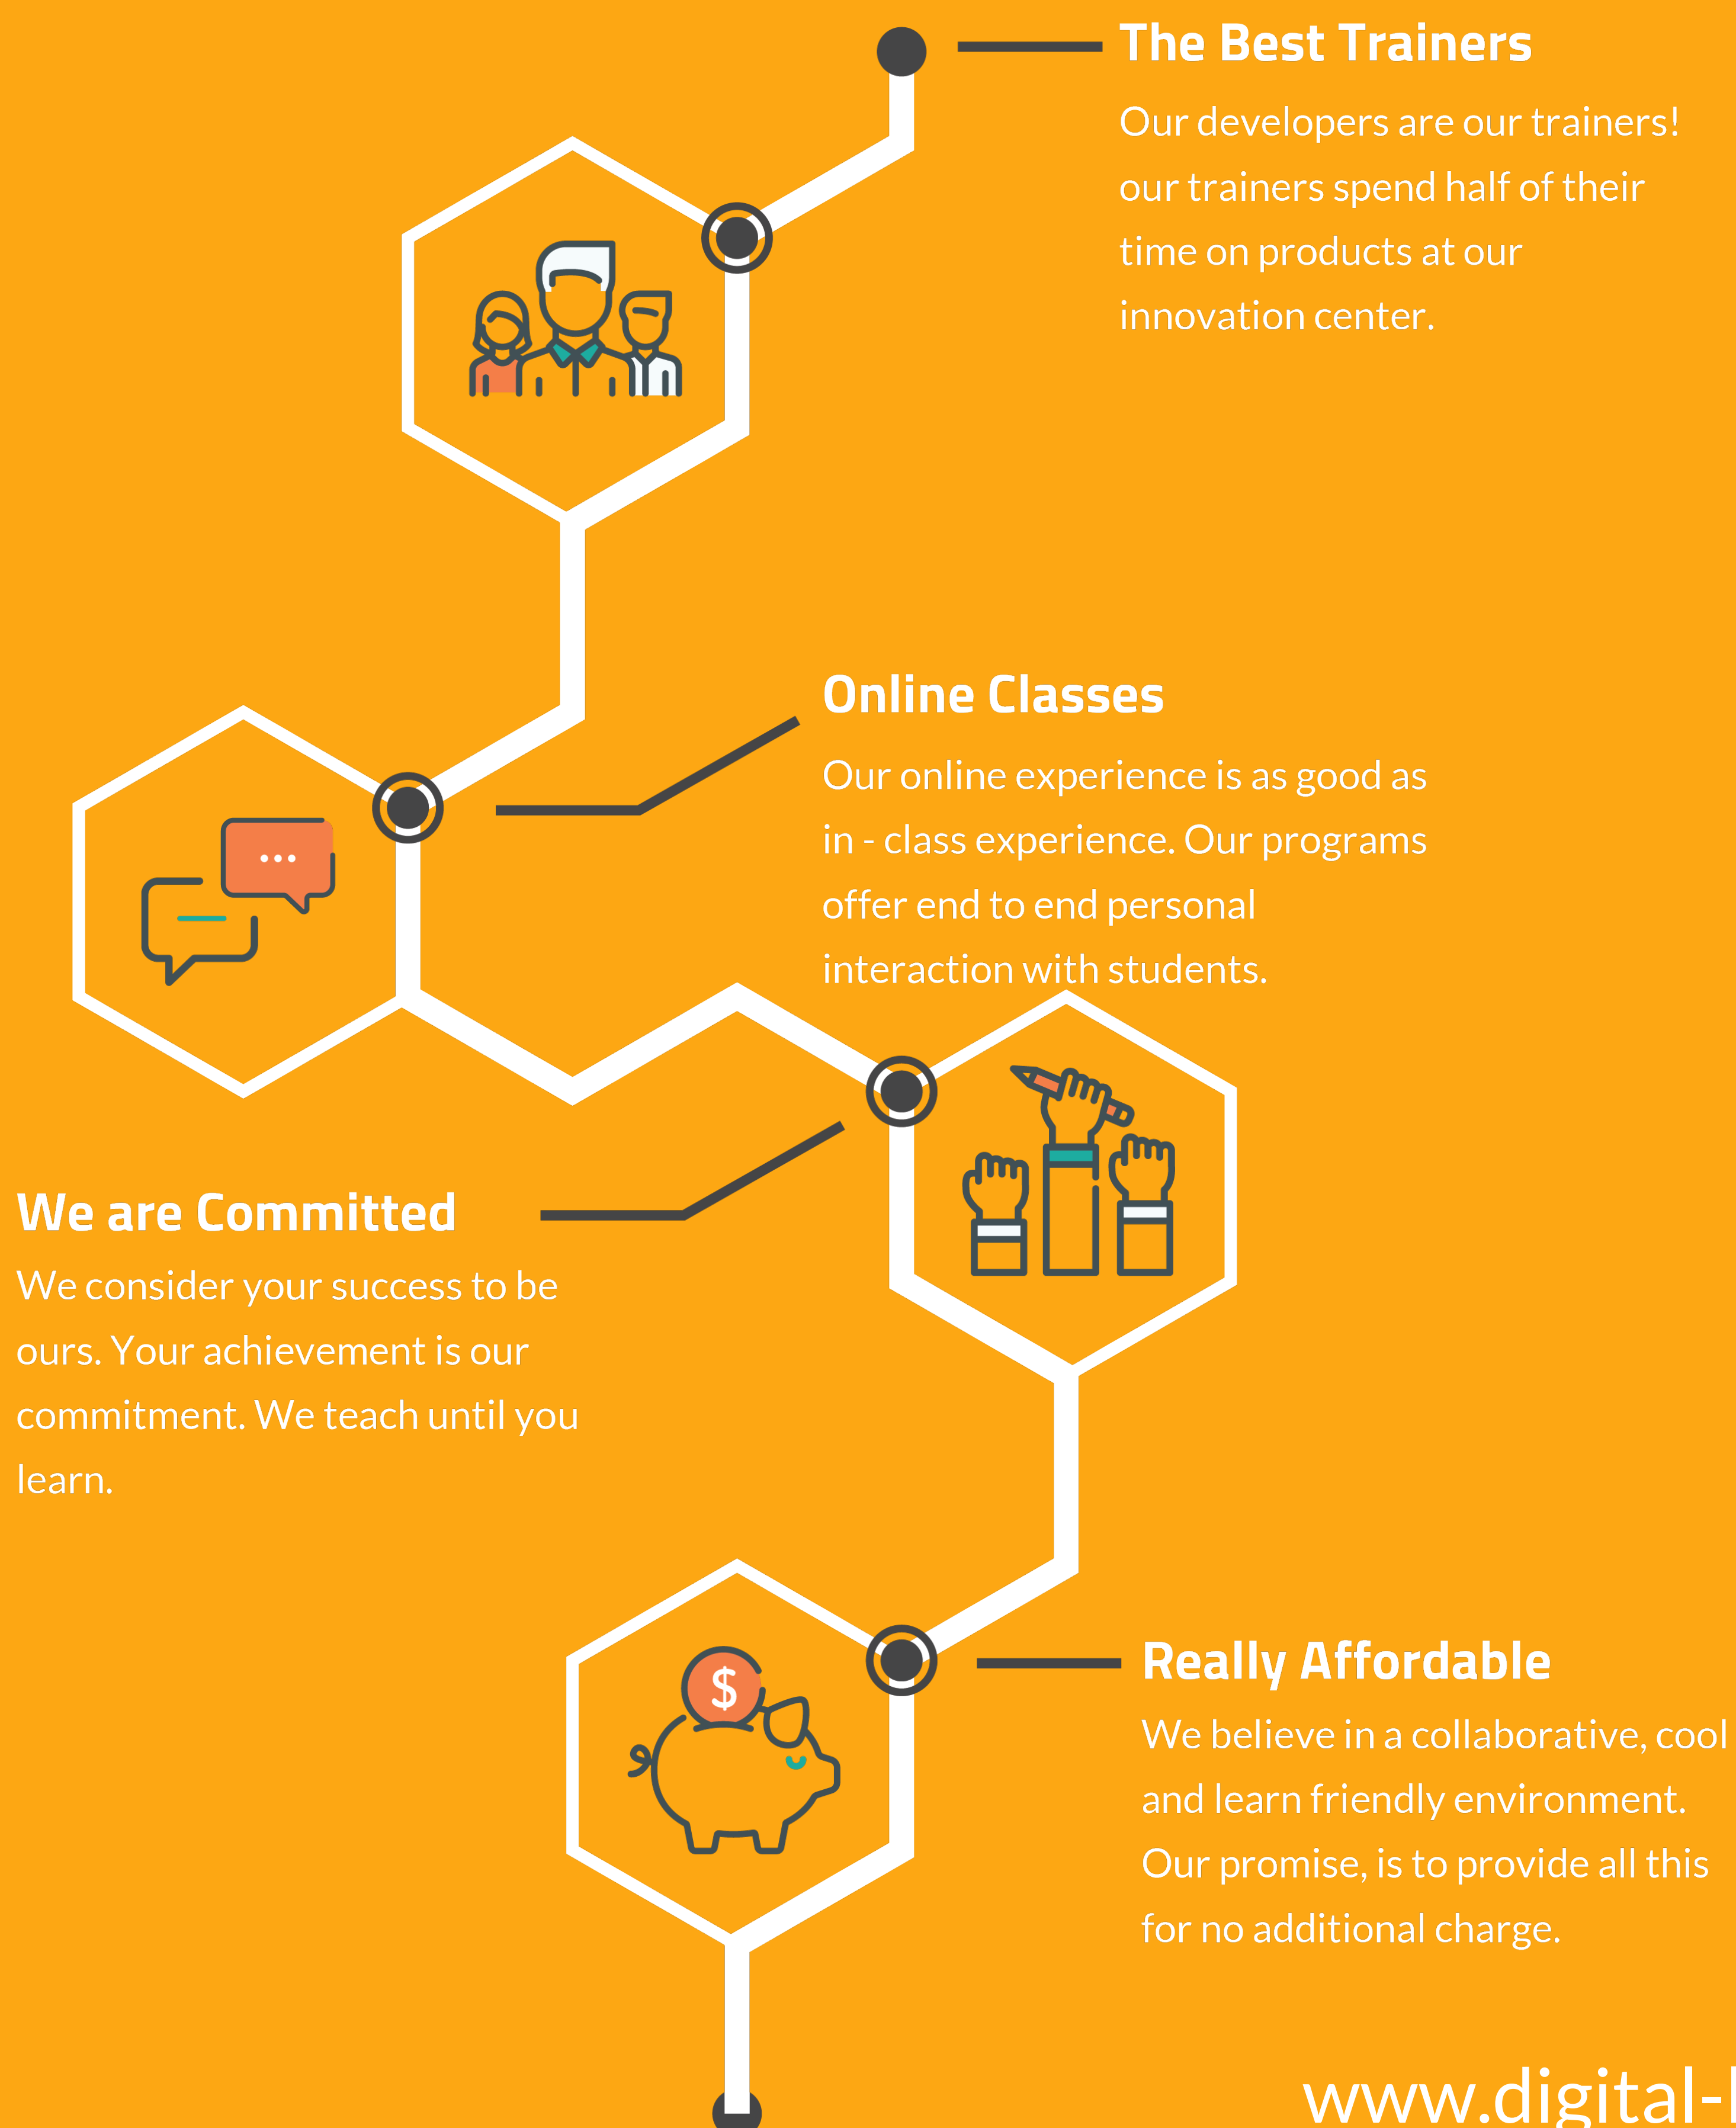 The Best Trainers
Our developers are our trainers!
our trainers spend half of their
time on products at our
innovation center.
Online Classes
Our online experience is as good as
in - class experience. Our programs
offer end to end personal
interaction with students.
We are Committed
We consider your success to be
ours. Your achievement is our
commitment. We teach until you
learn.
$
Really Affordable
We believe in a collaborative, cool
and learn friendly environment.
Our promise, is to provide all this
for no additional charge.
www.digital-